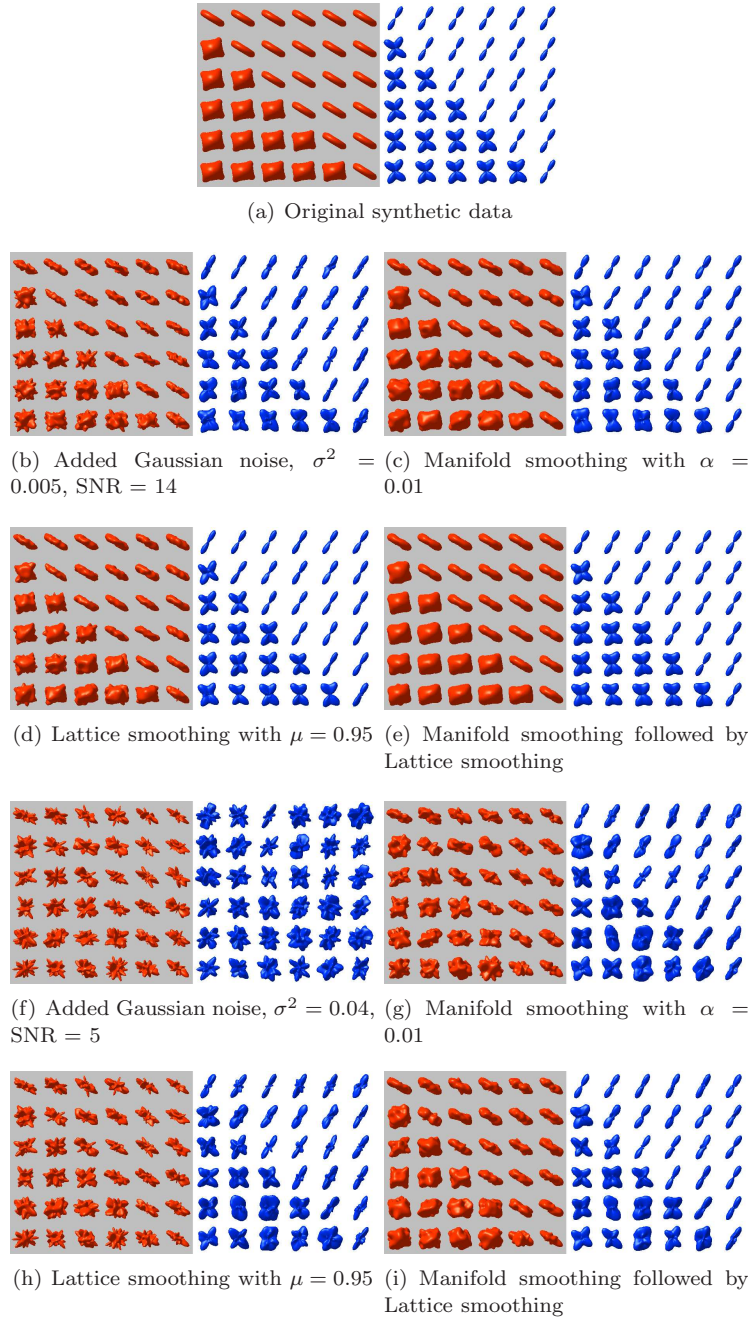 (a) Original synthetic data
(b) Added Gaussian noise, σ² =
0.005, SNR = 14
(c) Manifold smoothing with α =
0.01
(d) Lattice smoothing with μ = 0.95
(e) Manifold smoothing followed by
Lattice smoothing
(f) Added Gaussian noise, σ² = 0.04,
SNR = 5
(g) Manifold smoothing with α =
0.01
(h) Lattice smoothing with μ = 0.95
(i) Manifold smoothing followed by
Lattice smoothing